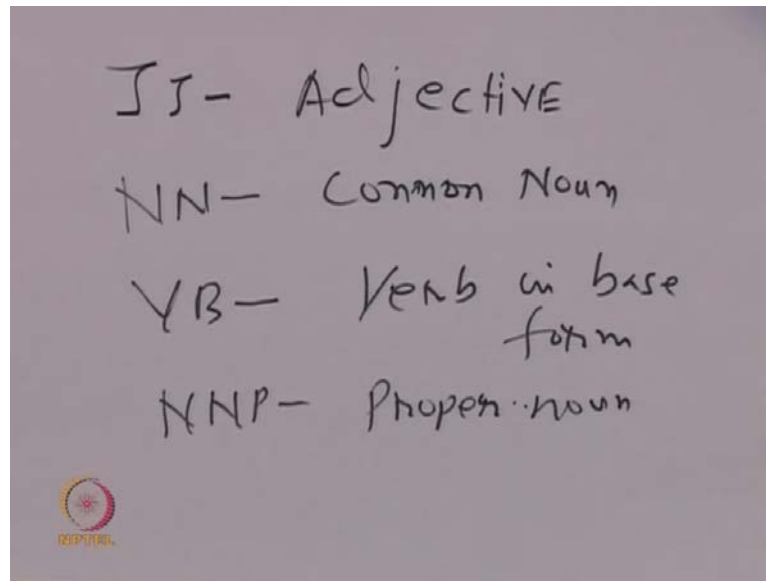 JJ- Adjective
NN- Common Noun
VB- Verb in base
form
NNP- Proper noun
NPTEL